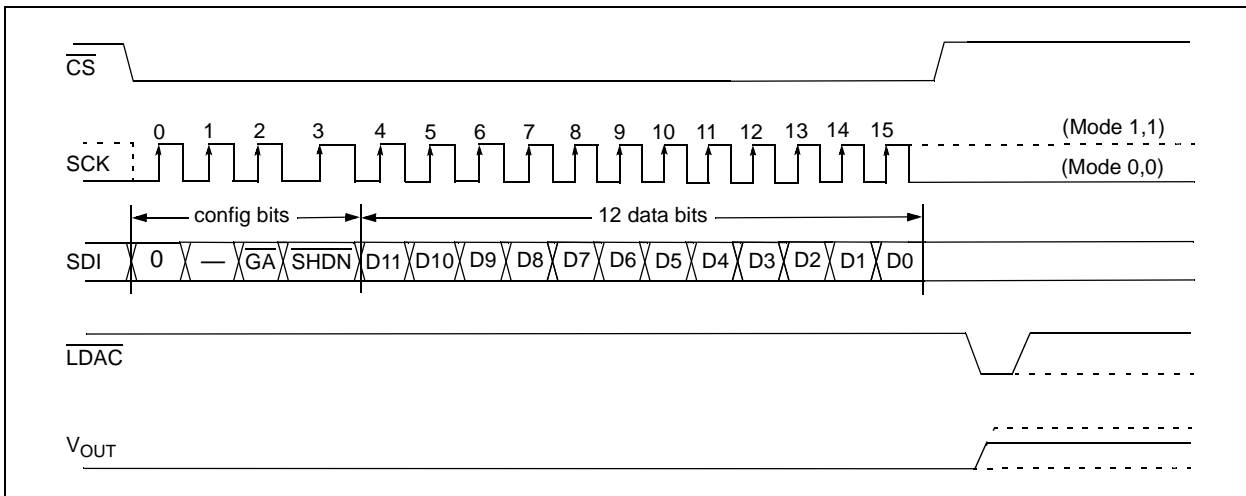 CS
0 1 2 3 4 5 6 7 8 9 10 11 12 13 14 15
(Mode 1,1)
SCK
(Mode 0,0)
config bits 12 data bits
SDI 0 — GA SHDN D11 D10 D9 D8 D7 D6 D5 D4 D3 D2 D1 D0
LDAC
VOUT